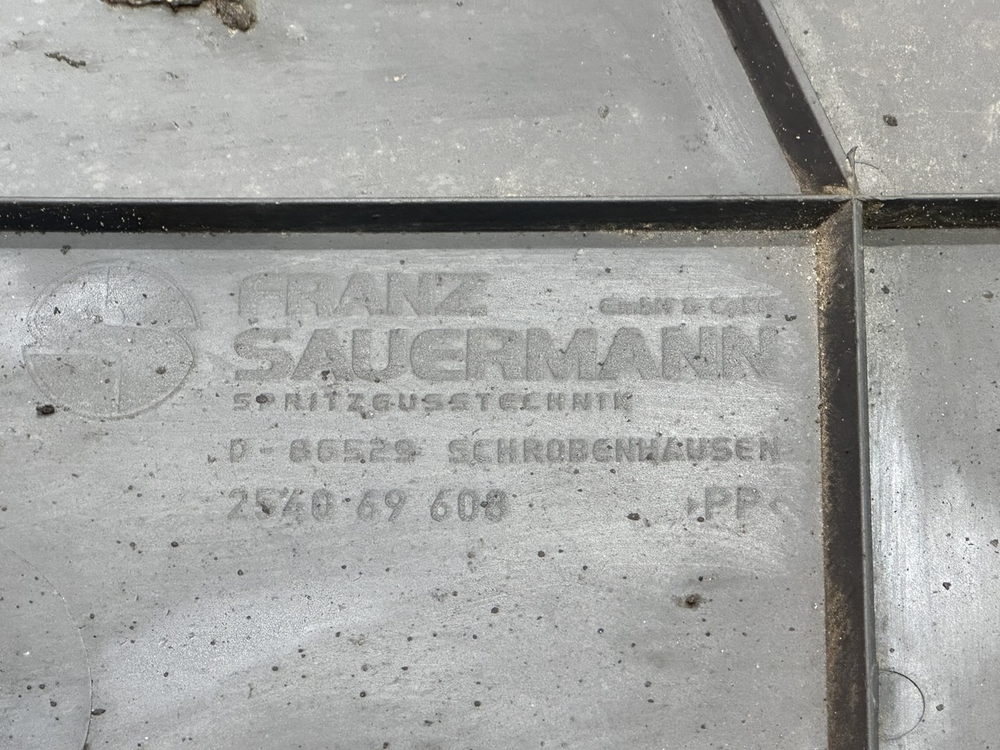 FRANZ
GmbH & Co. KG
SAUERMANN
SPRITZGUSSTECHNIK
D-86529 SCHROBENHAUSEN
2540 69 608 >PP<